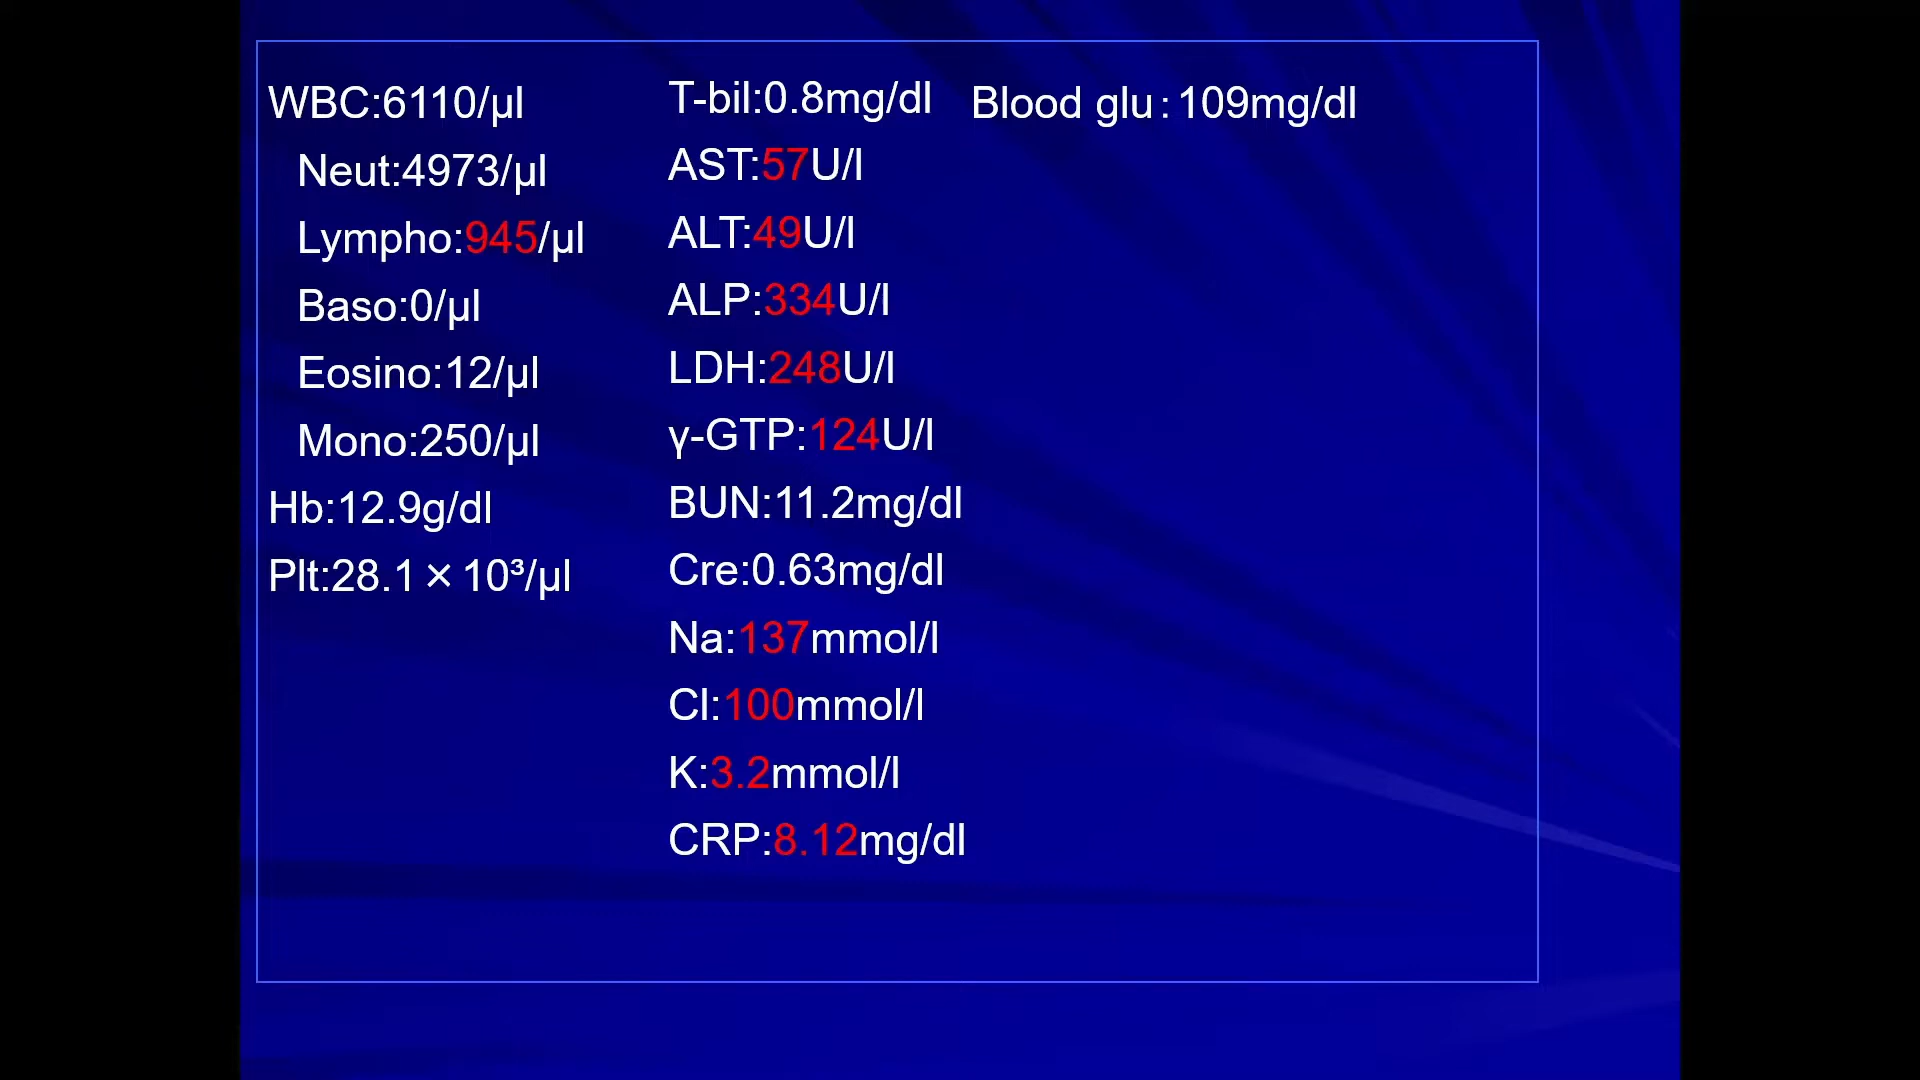 WBC:6110/μl
Neut:4973/μl
Lympho:945/μl
Baso:0/μl
Eosino:12/μl
Mono:250/μl
Hb:12.9g/dl
Plt:28.1×10³/μl
T-bil:0.8mg/dl
AST:57U/l
ALT:49U/l
ALP:334U/l
LDH:248U/l
γ-GTP:124U/l
BUN:11.2mg/dl
Cre:0.63mg/dl
Na:137mmol/l
Cl:100mmol/l
K:3.2mmol/l
CRP:8.12mg/dl
Blood glu:109mg/dl